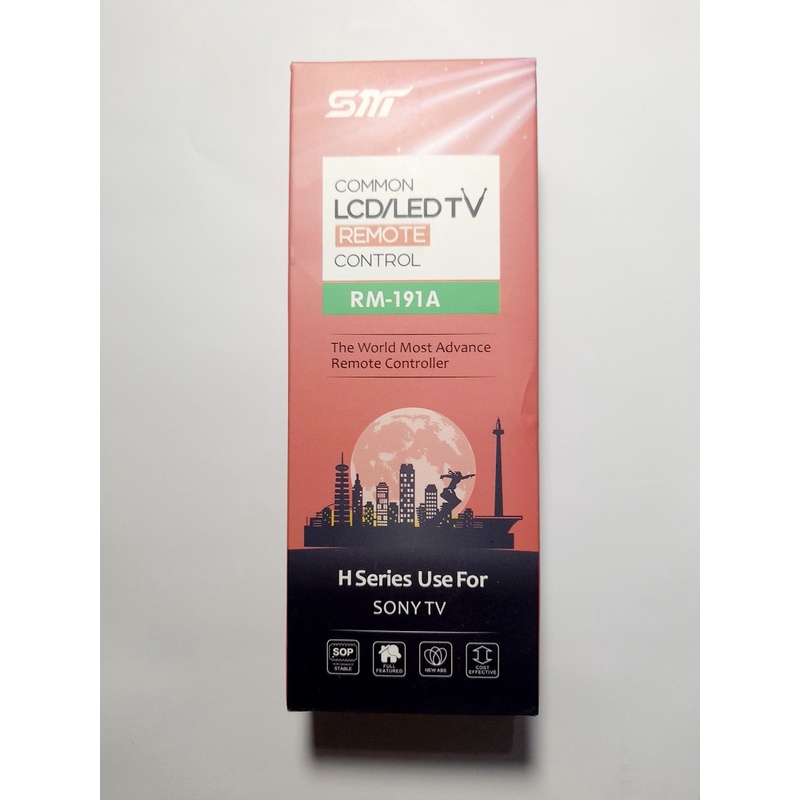 SMT
COMMON
LCD/LED TV
REMOTE
CONTROL
RM-191A
The World Most Advance
Remote Controller
H Series Use For
SONY TV
SOP
STABLE
FULL
FEATURED
NEW ABS
COST
EFFECTIVE